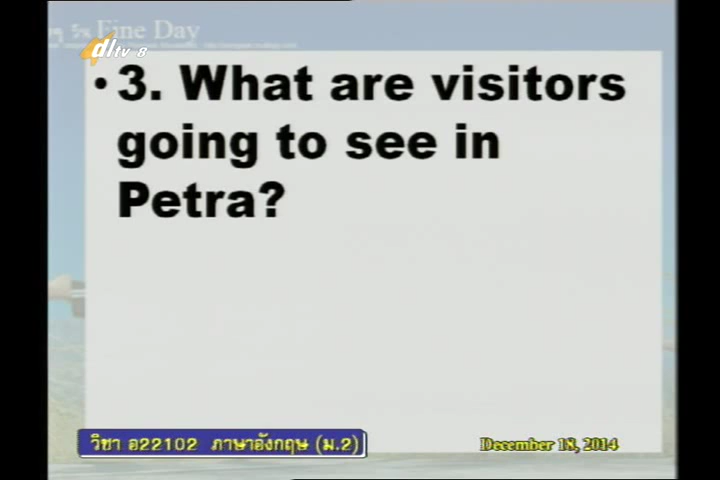 Fine Day
dltv-8
• 3. What are visitors
going to see in
Petra?
วิชา อ22102 ภาษาอังกฤษ (ม.2)
December 18, 2014